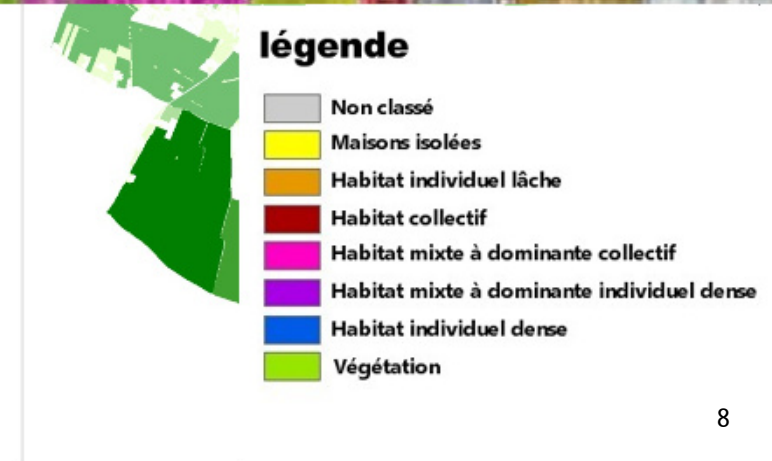 légende
Non classé
Maisons isolées
Habitat individuel lâche
Habitat collectif
Habitat mixte à dominante collectif
Habitat mixte à dominante individuel dense
Habitat individuel dense
Végétation
8